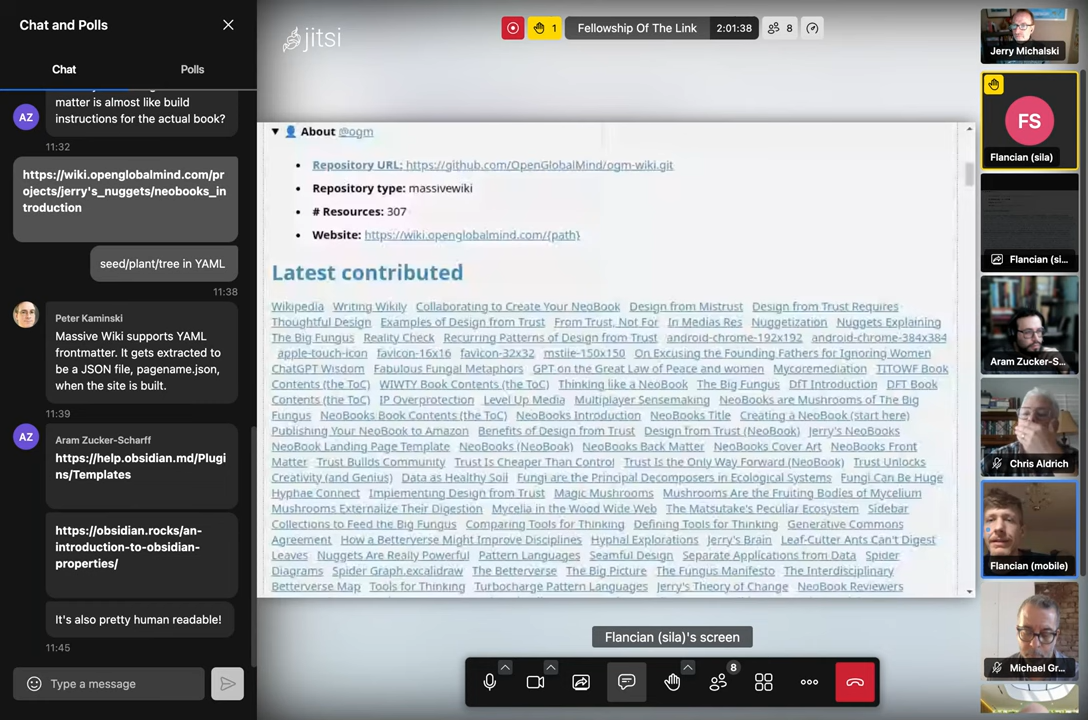 Chat and Polls
Chat
Polls
matter is almost like build
instructions for the actual book?
AZ
11:32
https://wiki.openglobalmind.com/pr
ojects/jerry's_nuggets/neobooks_in
troduction
seed/plant/tree in YAML
11:38
Peter Kaminski
Massive Wiki supports YAML
frontmatter. It gets extracted to
be a JSON file, pagename.json,
when the site is built.
11:39
AZ
Aram Zucker-Scharff
https://help.obsidian.md/Plugi
ns/Templates
https://obsidian.rocks/an-
introduction-to-obsidian-
properties/
It's also pretty human readable!
11:45
Type a message
jitsi
1
Fellowship Of The Link
2:01:38
8
About @ogm
Repository URL: https://github.com/OpenGlobalMind/ogm-wiki.git
Repository type: massivewiki
# Resources: 307
Website: https://wiki.openglobalmind.com/{path}
Latest contributed
Wikipedia Writing Wikily Collaborating to Create Your NeoBook Design from Mistrust Design from Trust Requires
Thoughtful Design Examples of Design from Trust From Trust, Not For In Medias Res Nuggetization Nuggets Explaining
The Big Fungus Reality Check Recurring Patterns of Design from Trust android-chrome-192x192 android-chrome-384x384
apple-touch-icon favicon-16x16 favicon-32x32 mstile-150x150 On Excusing the Founding Fathers for Ignoring Women
ChatGPT Wisdom Fabulous Fungal Metaphors GPT on the Great Law of Peace and women Mycoremediation TITOWF Book
Contents (the ToC) WIWTY Book Contents (the ToC) Thinking like a NeoBook The Big Fungus DfT Introduction DFT Book
Contents (the ToC) IP Overprotection Level Up Media Multiplayer Sensemaking NeoBooks are Mushrooms of The Big
Fungus NeoBooks Book Contents (the ToC) NeoBooks Introduction NeoBooks Title Creating a NeoBook (start here)
Publishing Your NeoBook to Amazon Benefits of Design from Trust Design from Trust (NeoBook) Jerry's NeoBooks
NeoBook Landing Page Template NeoBooks (NeoBook) NeoBooks Back Matter NeoBooks Cover Art NeoBooks Front
Matter Trust Builds Community Trust Is Cheaper Than Control Trust Is the Only Way Forward (NeoBook) Trust Unlocks
Creativity (and Genius) Data as Healthy Soil Fungi are the Principal Decomposers in Ecological Systems Fungi Can Be Huge
Hyphae Connect Implementing Design from Trust Magic Mushrooms Mushrooms Are the Fruiting Bodies of Mycelium
Mushrooms Externalize Their Digestion Mycelia in the Wood Wide Web The Matsutake's Peculiar Ecosystem Sidebar
Collections to Feed the Big Fungus Comparing Tools for Thinking Defining Tools for Thinking Generative Commons
Agreement How a Betterverse Might Improve Disciplines Hyphal Explorations Jerry's Brain Leaf-Cutter Ants Can't Digest
Leaves Nuggets Are Really Powerful Pattern Languages Seamful Design Separate Applications from Data Spider
Diagrams Spider Graph.excalidraw The Betterverse The Big Picture The Fungus Manifesto The Interdisciplinary
Betterverse Map Tools for Thinking Turbocharge Pattern Languages Jerry's Theory of Change NeoBook Reviewers
Flancian (sila)'s screen
8
Jerry Michalski
FS
Flancian (sila)
Flancian (si...
Aram Zucker-S...
Chris Aldrich
Flancian (mobile)
Michael Gr...